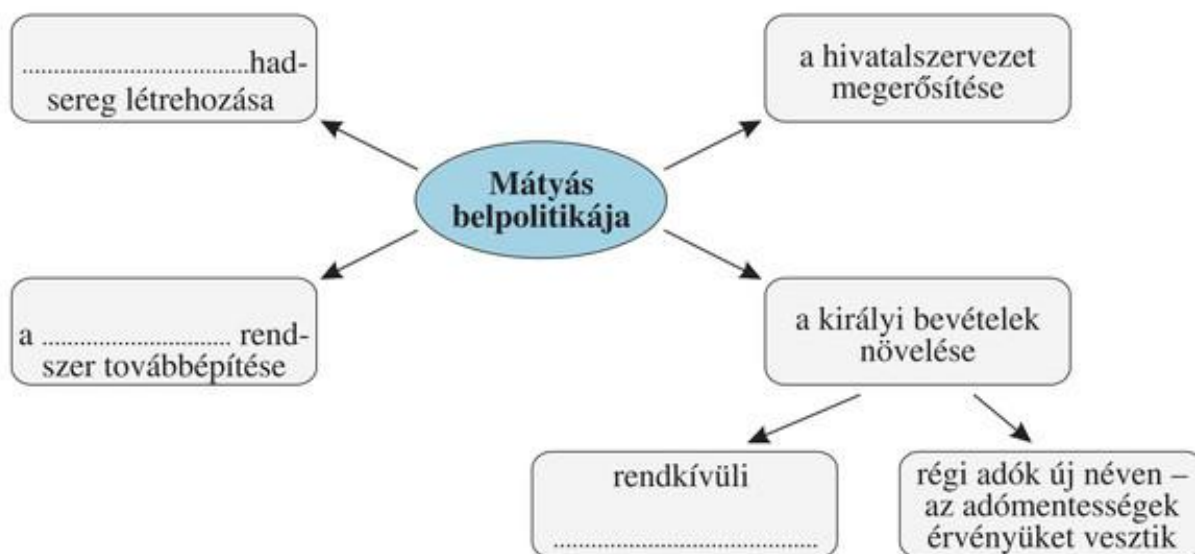 ..................................had-
sereg létrehozása
a hivatalszervezet
megerősítése
Mátyás
belpolitikája
a ............................ rend-
szer továbbépítése
a királyi bevételek
növelése
rendkívüli
.......................................
régi adók új néven –
az adómentességek
érvényüket vesztik